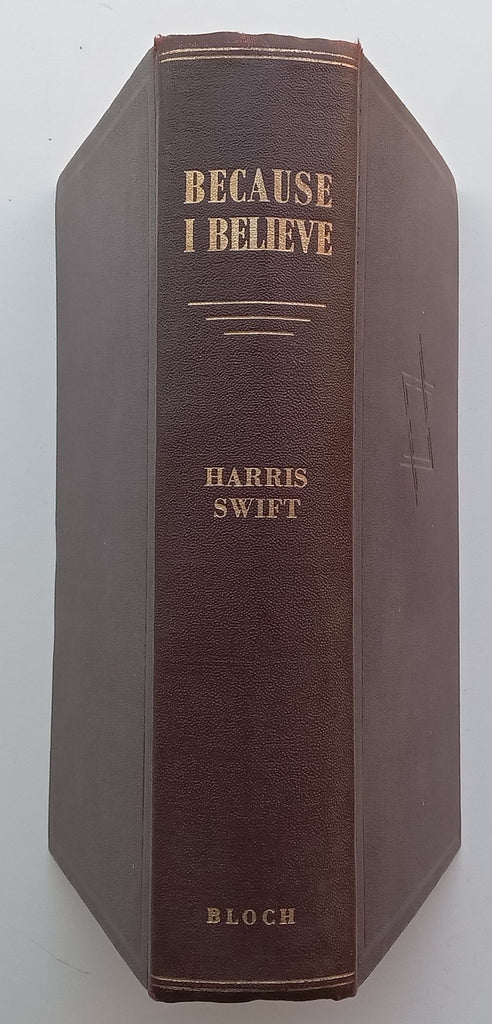 BECAUSE
I BELIEVE
HARRIS
SWIFT
BLOCH